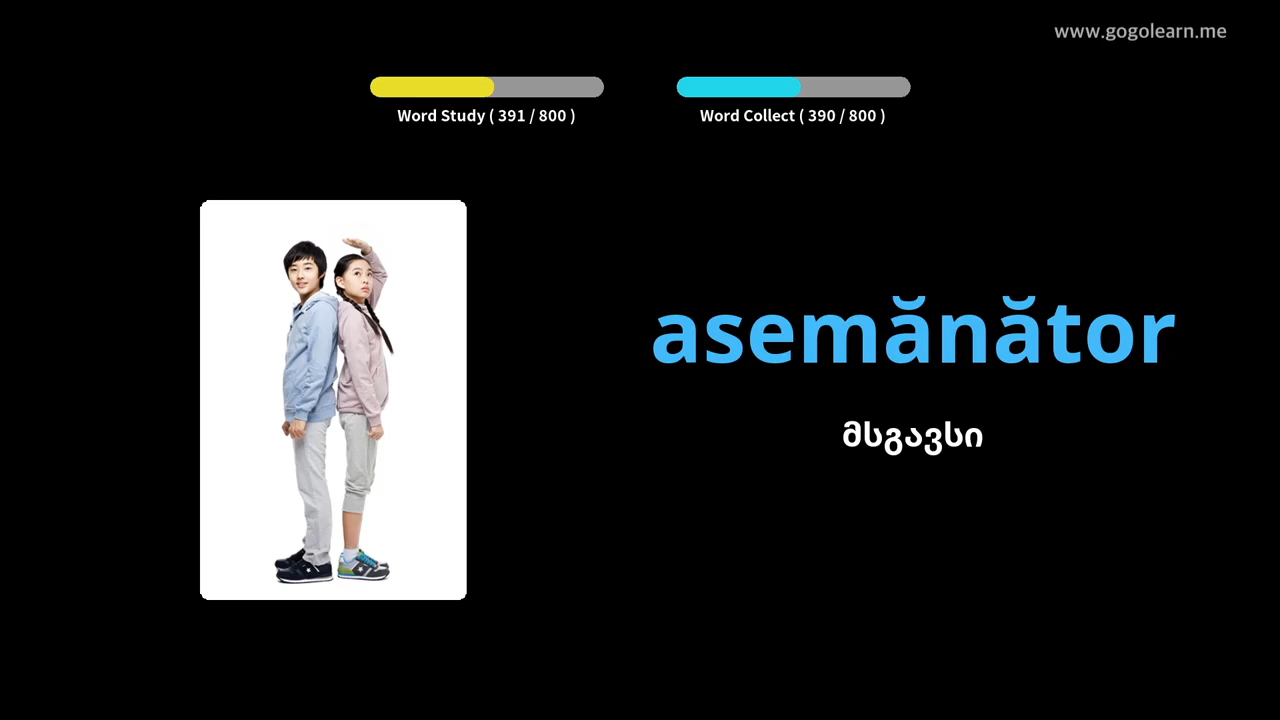 www.gogolearn.me
Word Study ( 391 / 800 )
Word Collect ( 390 / 800 )
asemănător
მსგავსი